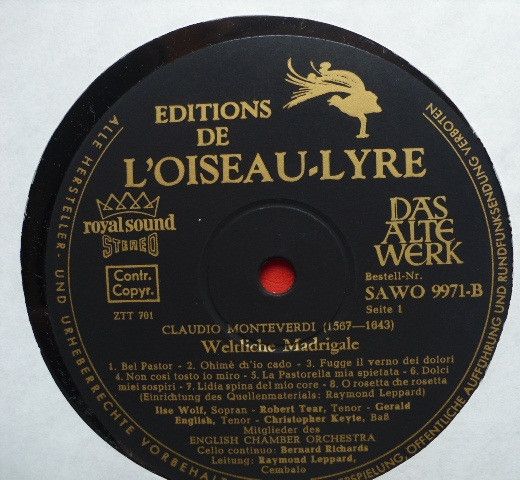 EDITIONS
DE
L'OISEAU-LYRE
royal sound
STEREO
DAS
ALTE
WERK
Contr.
Copyr.
ZTT 701
Bestell-Nr.
SAWO 9971-B
Seite 1
CLAUDIO MONTEVERDI (1567—1643)
Weltliche Madrigale
1. Bel Pastor - 2. Ohimè ch'io cado - 3. Fugge il verno dei dolori
4. Non cosi tosto io miro - 5. La Pastorella mia spietata - 6. Dolci
miei sospiri - 7. Lidia spina del mio core - 8. O rosetta che rosetta
(Einrichtung des Quellenmaterials: Raymond Leppard)
Ilse Wolf, Sopran - Robert Tear, Tenor - Gerald
English, Tenor - Christopher Keyte, Baß
Mitglieder des
ENGLISH CHAMBER ORCHESTRA
Cello continuo: Bernard Richards
Leitung: Raymond Leppard,
Cembalo
ALLE HERSTELLER- UND URHEBERRECHTE VORBEHAL
ERSPIELUNG, ÖFFENTLICHE AUFFÜHRUNG UND RUNDFUNKSENDUNG VERBOTEN